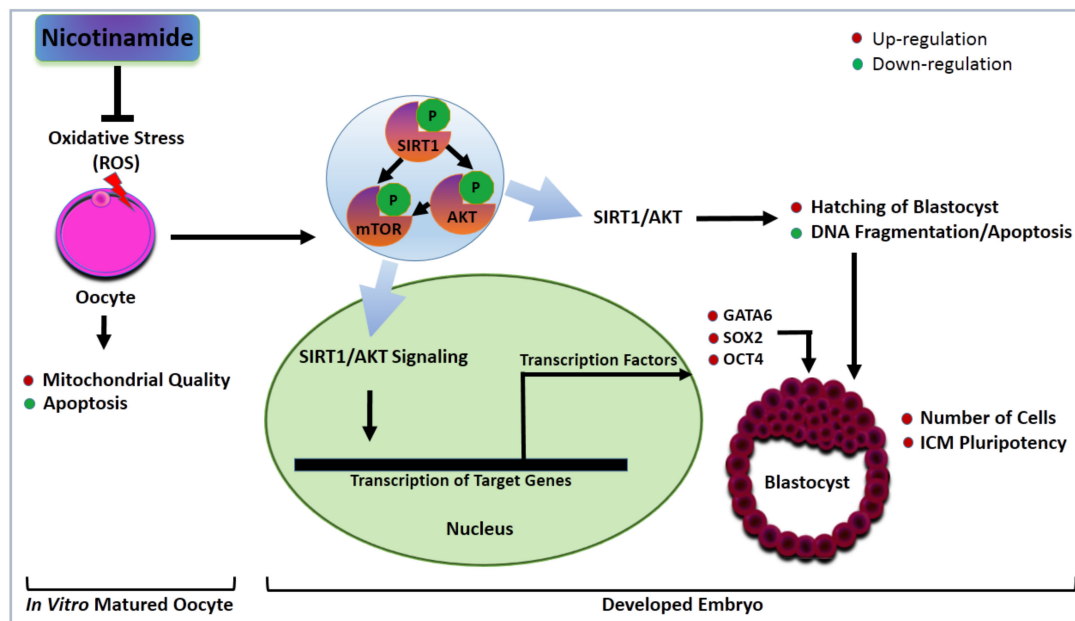 Nicotinamide
Up-regulation
Down-regulation
Oxidative Stress
(ROS)
P
SIRT1
P
mTOR
P
AKT
SIRT1/AKT
Hatching of Blastocyst
DNA Fragmentation/Apoptosis
Oocyte
Mitochondrial Quality
Apoptosis
SIRT1/AKT Signaling
Transcription Factors
Transcription of Target Genes
Nucleus
GATA6
SOX2
OCT4
Blastocyst
Number of Cells
ICM Pluripotency
In Vitro Matured Oocyte
Developed Embryo